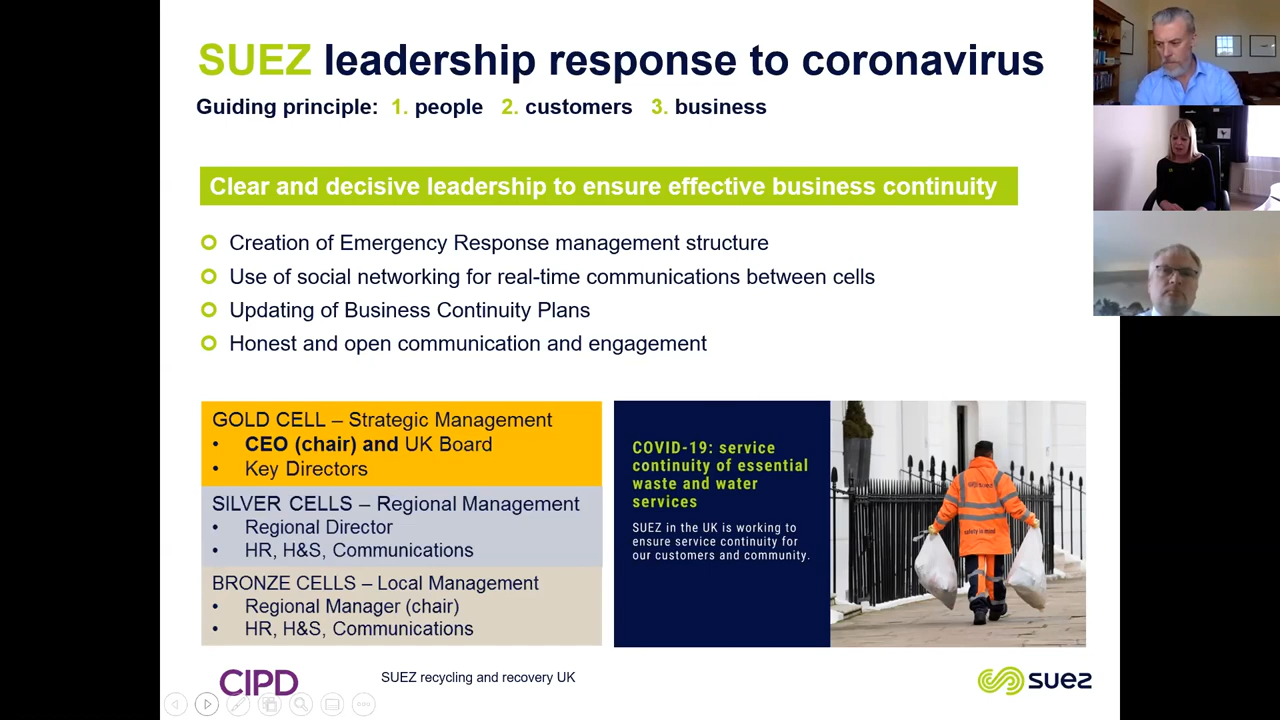 SUEZ leadership response to coronavirus
Guiding principle: 1. people 2. customers 3. business
Clear and decisive leadership to ensure effective business continuity
Creation of Emergency Response management structure
Use of social networking for real-time communications between cells
Updating of Business Continuity Plans
Honest and open communication and engagement
GOLD CELL – Strategic Management
• CEO (chair) and UK Board
• Key Directors
SILVER CELLS – Regional Management
• Regional Director
• HR, H&S, Communications
BRONZE CELLS – Local Management
• Regional Manager (chair)
• HR, H&S, Communications
COVID-19: service
continuity of essential
waste and water
services
SUEZ in the UK is working to
ensure service continuity for
our customers and community.
suez
safety in mind
CIPD
SUEZ recycling and recovery UK
suez